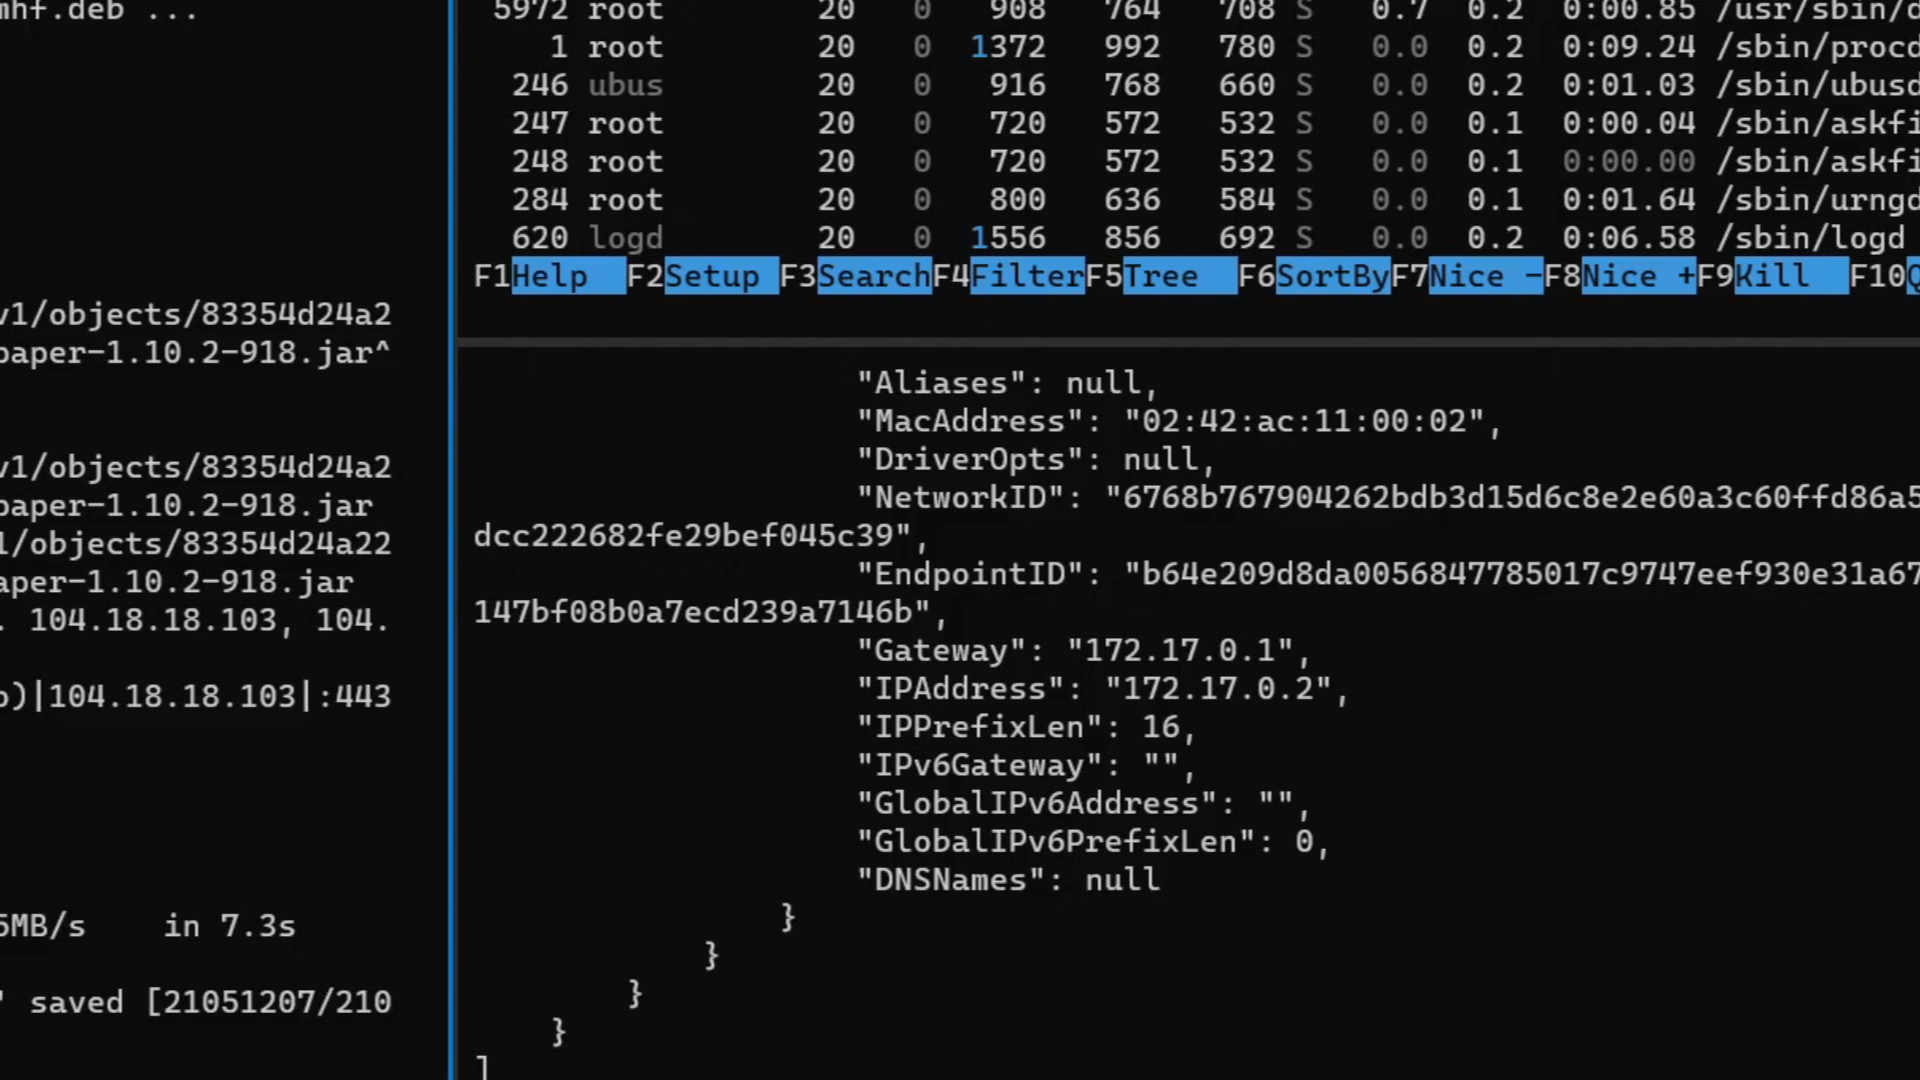 mhf.deb ...
v1/objects/83354d24a2
paper-1.10.2-918.jar^
v1/objects/83354d24a2
paper-1.10.2-918.jar
1/objects/83354d24a22
aper-1.10.2-918.jar
. 104.18.18.103, 104.
o)|104.18.18.103|:443
5MB/s    in 7.3s
' saved [21051207/210
5972 root 20 0 908 764 708 S 0.7 0.2 0:00.85 /usr/sbin/d
1 root 20 0 1372 992 780 S 0.0 0.2 0:09.24 /sbin/procd
246 ubus 20 0 916 768 660 S 0.0 0.2 0:01.03 /sbin/ubusd
247 root 20 0 720 572 532 S 0.0 0.1 0:00.04 /sbin/askfi
248 root 20 0 720 572 532 S 0.0 0.1 0:00.00 /sbin/askfi
284 root 20 0 800 636 584 S 0.0 0.1 0:01.64 /sbin/urngd
620 logd 20 0 1556 856 692 S 0.0 0.2 0:06.58 /sbin/logd
F1Help F2Setup F3SearchF4FilterF5Tree F6SortByF7Nice -F8Nice +F9Kill F10Q
"Aliases": null,
"MacAddress": "02:42:ac:11:00:02",
"DriverOpts": null,
"NetworkID": "6768b767904262bdb3d15d6c8e2e60a3c60ffd86a5
dcc222682fe29bef045c39",
"EndpointID": "b64e209d8da0056847785017c9747eef930e31a67
147bf08b0a7ecd239a7146b",
"Gateway": "172.17.0.1",
"IPAddress": "172.17.0.2",
"IPPrefixLen": 16,
"IPv6Gateway": "",
"GlobalIPv6Address": "",
"GlobalIPv6PrefixLen": 0,
"DNSNames": null
}
}
}
}
]